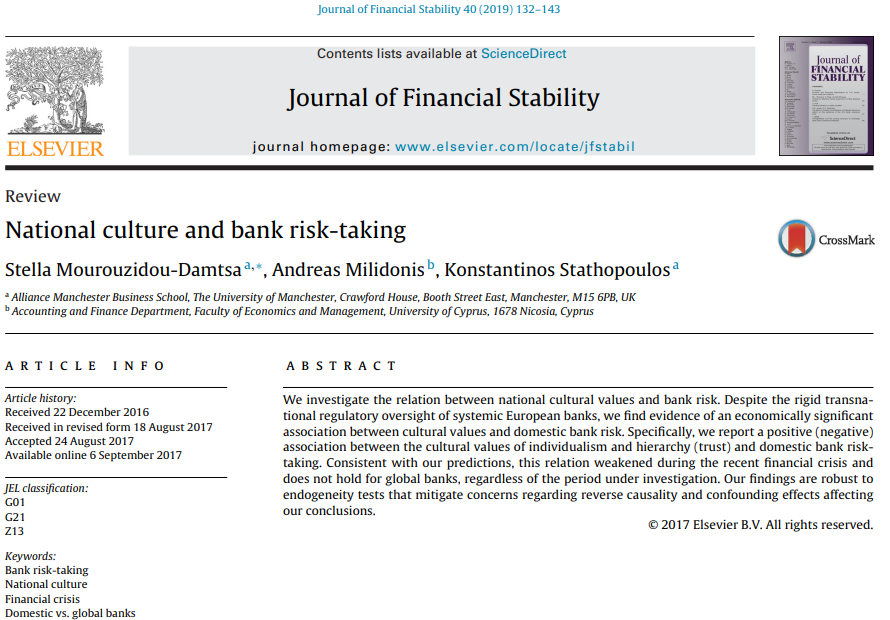 Journal of Financial Stability 40 (2019) 132–143
Contents lists available at ScienceDirect
Journal of Financial Stability
journal homepage: www.elsevier.com/locate/jfstabil
ELSEVIER
Journal of
FINANCIAL
STABILITY
ScienceDirect
Review
National culture and bank risk-taking
CrossMark
Stella Mourouzidou-Damtsa a,*, Andreas Milidonis b, Konstantinos Stathopoulos a
a Alliance Manchester Business School, The University of Manchester, Crawford House, Booth Street East, Manchester, M15 6PB, UK
b Accounting and Finance Department, Faculty of Economics and Management, University of Cyprus, 1678 Nicosia, Cyprus
ARTICLE INFO
Article history:
Received 22 December 2016
Received in revised form 18 August 2017
Accepted 24 August 2017
Available online 6 September 2017
JEL classification:
G01
G21
Z13
Keywords:
Bank risk-taking
National culture
Financial crisis
Domestic vs. global banks
ABSTRACT
We investigate the relation between national cultural values and bank risk. Despite the rigid transna-
tional regulatory oversight of systemic European banks, we find evidence of an economically significant
association between cultural values and domestic bank risk. Specifically, we report a positive (negative)
association between the cultural values of individualism and hierarchy (trust) and domestic bank risk-
taking. Consistent with our predictions, this relation weakened during the recent financial crisis and
does not hold for global banks, regardless of the period under investigation. Our findings are robust to
endogeneity tests that mitigate concerns regarding reverse causality and confounding effects affecting
our conclusions.
© 2017 Elsevier B.V. All rights reserved.